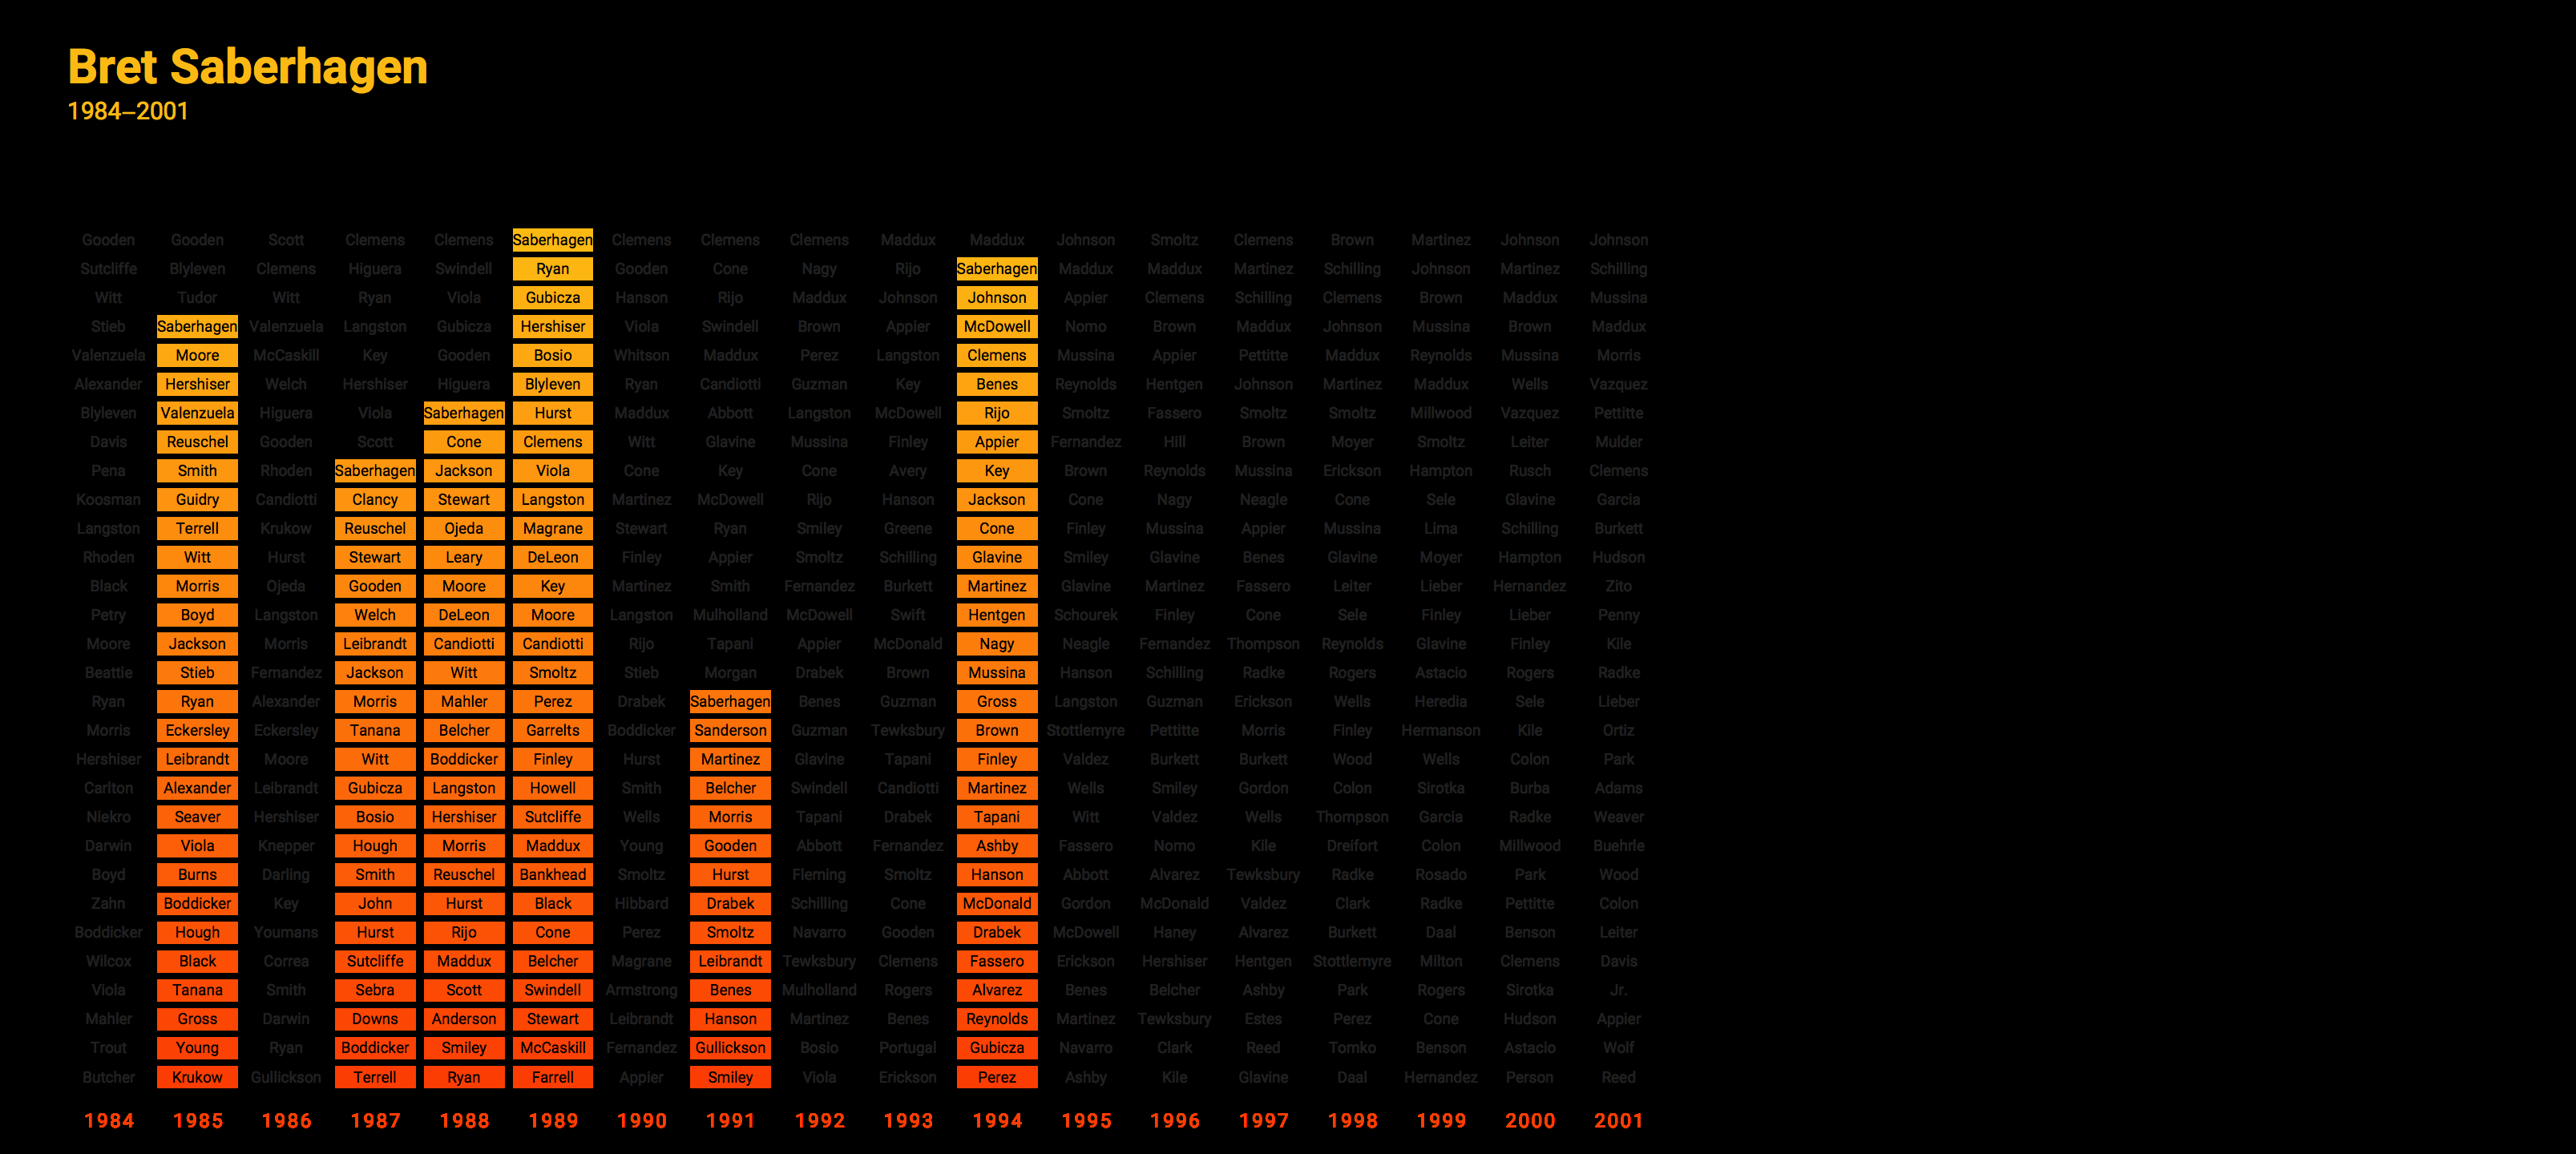 Bret Saberhagen
1984–2001
Gooden Gooden Scott Clemens Clemens Saberhagen Clemens Clemens Clemens Maddux Maddux Johnson Smoltz Clemens Brown Martinez Johnson Johnson
Sutcliffe Blyleven Clemens Higuera Swindell Ryan Gooden Cone Nagy Rijo Saberhagen Maddux Maddux Martinez Schilling Johnson Martinez Schilling
Witt Tudor Witt Ryan Viola Gubicza Hanson Rijo Maddux Johnson Johnson Appier Clemens Schilling Clemens Brown Maddux Mussina
Stieb Saberhagen Valenzuela Langston Gubicza Hershiser Viola Swindell Brown Appier McDowell Nomo Brown Maddux Johnson Mussina Brown Maddux
Valenzuela Moore McCaskill Key Gooden Bosio Whitson Maddux Perez Langston Clemens Mussina Appier Pettitte Maddux Reynolds Mussina Morris
Alexander Hershiser Welch Hershiser Higuera Blyleven Ryan Candiotti Guzman Key Benes Reynolds Hentgen Johnson Martinez Maddux Wells Vazquez
Blyleven Valenzuela Higuera Viola Saberhagen Hurst Maddux Abbott Langston McDowell Rijo Smoltz Fassero Smoltz Smoltz Millwood Vazquez Pettitte
Davis Reuschel Gooden Scott Cone Clemens Witt Glavine Mussina Finley Appier Fernandez Hill Brown Moyer Smoltz Leiter Mulder
Pena Smith Rhoden Saberhagen Jackson Viola Cone Key Cone Avery Key Brown Reynolds Mussina Erickson Hampton Rusch Clemens
Koosman Guidry Candiotti Clancy Stewart Langston Martinez McDowell Rijo Hanson Jackson Cone Nagy Neagle Cone Sele Glavine Garcia
Langston Terrell Krukow Reuschel Ojeda Magrane Stewart Ryan Smiley Greene Cone Finley Mussina Appier Mussina Lima Schilling Burkett
Rhoden Witt Hurst Stewart Leary DeLeon Finley Appier Smoltz Schilling Glavine Smiley Glavine Benes Glavine Moyer Hampton Hudson
Black Morris Ojeda Gooden Moore Key Martinez Smith Fernandez Burkett Martinez Glavine Martinez Fassero Leiter Lieber Hernandez Zito
Petry Boyd Langston Welch DeLeon Moore Langston Mulholland McDowell Swift Hentgen Schourek Finley Cone Sele Finley Lieber Penny
Moore Jackson Morris Leibrandt Candiotti Candiotti Rijo Tapani Appier McDonald Nagy Neagle Fernandez Thompson Reynolds Glavine Finley Kile
Beattie Stieb Fernandez Jackson Witt Smoltz Stieb Morgan Drabek Brown Mussina Hanson Schilling Radke Rogers Astacio Rogers Radke
Ryan Ryan Alexander Morris Mahler Perez Drabek Saberhagen Benes Guzman Gross Langston Guzman Erickson Wells Heredia Sele Lieber
Morris Eckersley Eckersley Tanana Belcher Garrelts Boddicker Sanderson Guzman Tewksbury Brown Stottlemyre Pettitte Morris Finley Hermanson Kile Ortiz
Hershiser Leibrandt Moore Witt Boddicker Finley Hurst Martinez Glavine Tapani Finley Valdez Burkett Burkett Wood Wells Colon Park
Carlton Alexander Leibrandt Gubicza Langston Howell Smith Belcher Swindell Candiotti Martinez Wells Smiley Gordon Colon Sirotka Burba Adams
Niekro Seaver Hershiser Bosio Hershiser Sutcliffe Wells Morris Tapani Drabek Tapani Witt Valdez Wells Thompson Garcia Radke Weaver
Darwin Viola Knepper Hough Morris Maddux Young Gooden Abbott Fernandez Ashby Fassero Nomo Kile Dreifort Colon Millwood Buehrle
Boyd Burns Darling Smith Reuschel Bankhead Smoltz Hurst Fleming Smoltz Hanson Abbott Alvarez Tewksbury Radke Rosado Park Wood
Zahn Boddicker Key John Hurst Black Hibbard Drabek Schilling Cone McDonald Gordon McDonald Valdez Clark Radke Pettitte Colon
Boddicker Hough Youmans Hurst Rijo Cone Perez Smoltz Navarro Gooden Drabek McDowell Haney Alvarez Burkett Daal Benson Leiter
Wilcox Black Correa Sutcliffe Maddux Belcher Magrane Leibrandt Tewksbury Clemens Fassero Erickson Hershiser Hentgen Stottlemyre Milton Clemens Davis
Viola Tanana Smith Sebra Scott Swindell Armstrong Benes Mulholland Rogers Alvarez Benes Belcher Ashby Park Rogers Sirotka Jr.
Mahler Gross Darwin Downs Anderson Stewart Leibrandt Hanson Martinez Benes Reynolds Martinez Tewksbury Estes Perez Cone Hudson Appier
Trout Young Ryan Boddicker Smiley McCaskill Fernandez Gullickson Bosio Portugal Gubicza Navarro Clark Reed Tomko Benson Astacio Wolf
Butcher Krukow Gullickson Terrell Ryan Farrell Appier Smiley Viola Erickson Perez Ashby Kile Glavine Daal Hernandez Person Reed
1984 1985 1986 1987 1988 1989 1990 1991 1992 1993 1994 1995 1996 1997 1998 1999 2000 2001